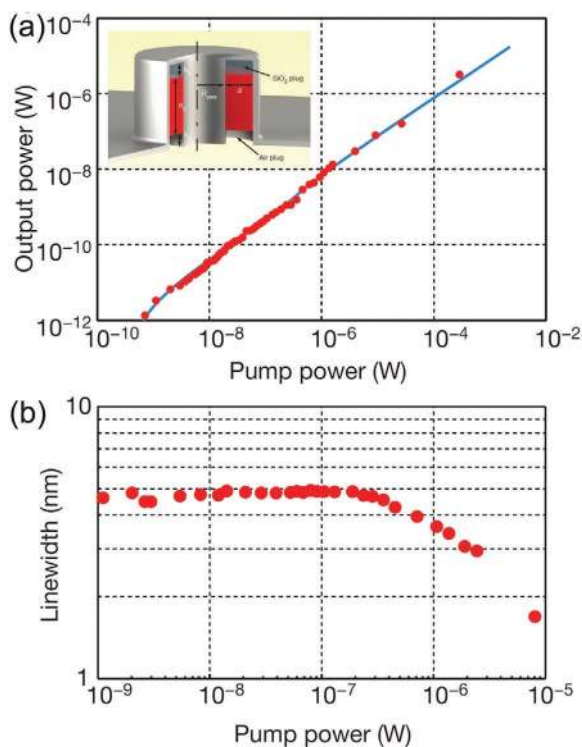 (a)
10⁻⁴
10⁻⁶
10⁻⁸
10⁻¹⁰
10⁻¹²
Output power (W)
SiO₂ plug
Air plug
10⁻¹⁰
10⁻⁸
10⁻⁶
10⁻⁴
10⁻²
Pump power (W)
(b)
10
1
Linewidth (nm)
10⁻⁹
10⁻⁸
10⁻⁷
10⁻⁶
10⁻⁵
Pump power (W)